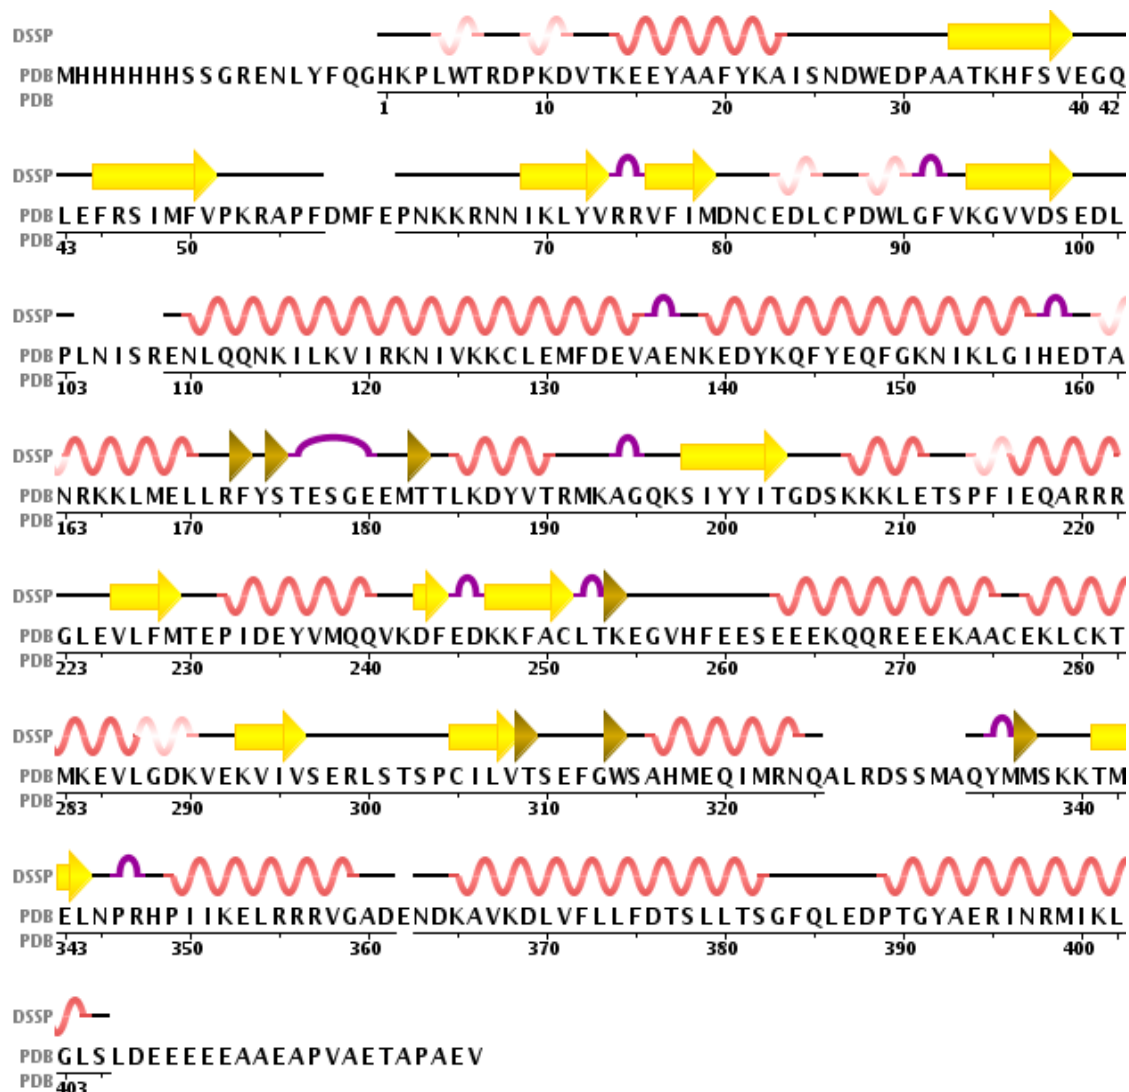 DSSP
PDB MHHHHHHSSGRENLYFQGHKPLWTRDPKDVTKEEYAAFYKAISNDWEDPAATKHFSVEGQ
PDB 1 10 20 30 40 42
DSSP
PDB LEFRSIMFVPKRAPFDMFEPNKKRNNIKLYVRRVFIMDNCEDLCPDWLGFVKGVVDSEDL
PDB 43 50 70 80 90 100
DSSP
PDB PLNISRENLQQNKILKVIRKNIVKKCLEMFDEVAENKEDYKQFYEQFGKNIKLGIHEDTA
PDB 103 110 120 130 140 150 160
DSSP
PDB NRKKLMELLRFYSTESGEEMTTLKDYVTRMKAGQKSIYYITGDSKKKLETSPFIEQARRR
PDB 163 170 180 190 200 210 220
DSSP
PDB GLEVLFMTEPIDEYVMQQVKDFEDKKFACLTKEGVHFEESEEEKQQREEEKAACEKLCKT
PDB 223 230 240 250 260 270 280
DSSP
PDB MKEVLGDKVEKVIVSERLSTSPCILVTSEFGWSAHMEQIMRNQALRDSSMAQYMMSKKTM
PDB 283 290 300 310 320 340
DSSP
PDB ELNPRHPIIKELRRRVGADENDKAVKDLVFLLFDTSLLTSGFQLEDPTGYAERINRMIKL
PDB 343 350 360 370 380 390 400
DSSP
PDB GLSLDEEEEEAAEAPVAETAPAEV
PDB 403